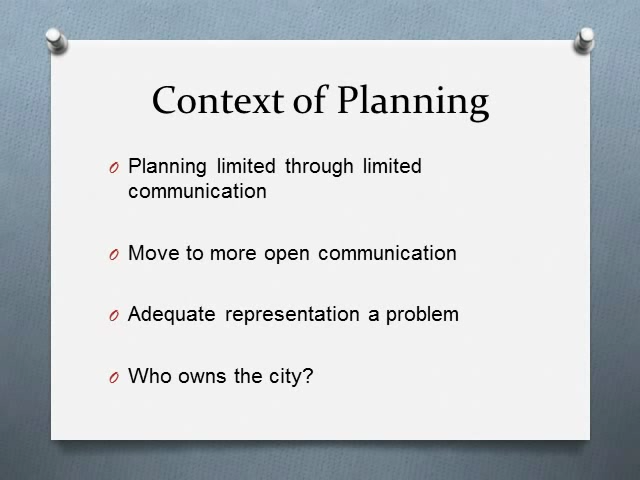 Context of Planning
Planning limited through limited
communication
Move to more open communication
Adequate representation a problem
Who owns the city?